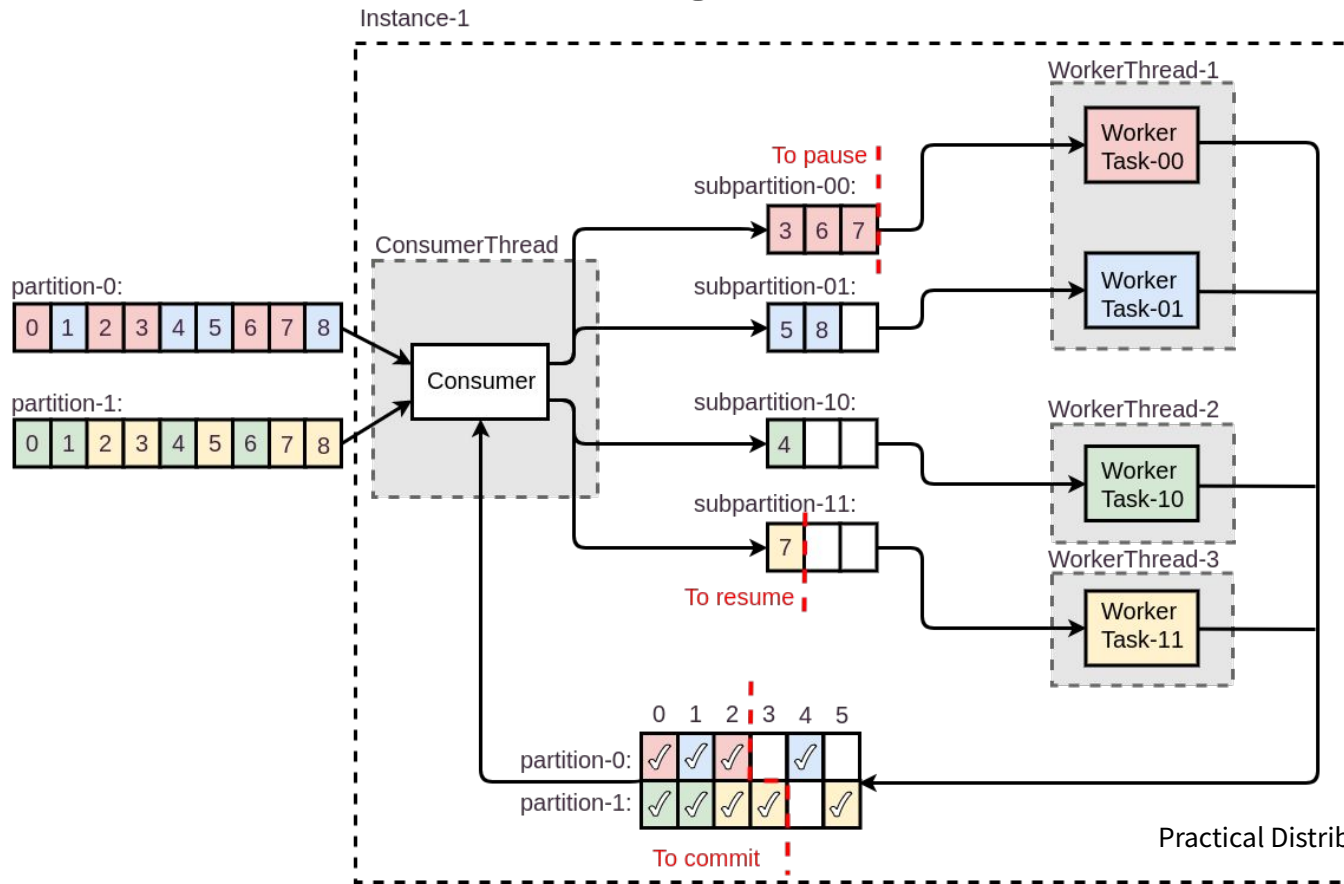 Instance-1
WorkerThread-1
Worker
Task-00
To pause
subpartition-00:
3 6 7
ConsumerThread
partition-0:
0 1 2 3 4 5 6 7 8
subpartition-01:
5 8
Worker
Task-01
Consumer
partition-1:
0 1 2 3 4 5 6 7 8
subpartition-10:
4
WorkerThread-2
Worker
Task-10
subpartition-11:
7
To resume
WorkerThread-3
Worker
Task-11
0 1 2 3 4 5
partition-0:
partition-1:
To commit
Practical Distrib